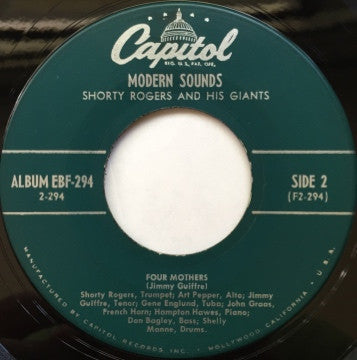 Capitol
REG. U.S. PAT. OFF.
MODERN SOUNDS
SHORTY ROGERS AND HIS GIANTS
ALBUM EBF-294
2-294
SIDE 2
(F2-294)
FOUR MOTHERS
(Jimmy Guiffre)
Shorty Rogers, Trumpet; Art Pepper, Alto; Jimmy
Guiffre, Tenor; Gene Englund, Tuba; John Graas,
French Horn; Hampton Hawes, Piano;
Don Bagley, Bass; Shelly
Manne, Drums.
MANUFACTURED BY CAPITOL RECORDS INC. • HOLLYWOOD, CALIFORNIA • U.S.A.